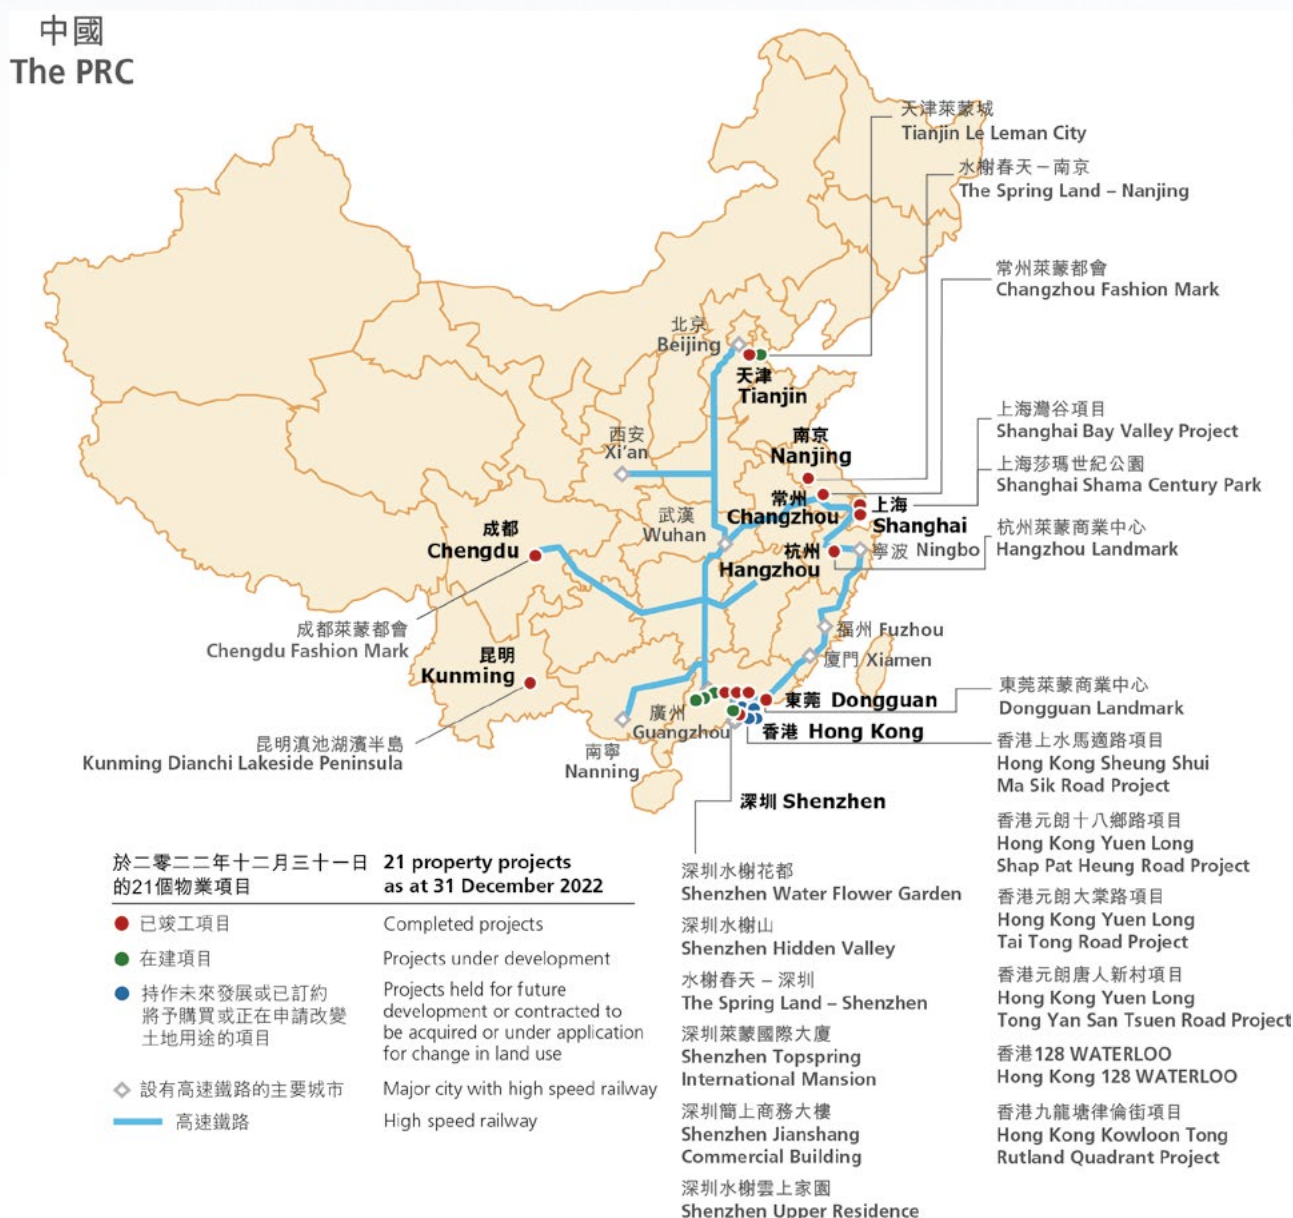 中國
The PRC
天津萊蒙城
Tianjin Le Leman City
水榭春天－南京
The Spring Land – Nanjing
常州萊蒙都會
Changzhou Fashion Mark
北京
Beijing
天津
Tianjin
上海灣谷項目
Shanghai Bay Valley Project
西安
Xi'an
南京
Nanjing
上海莎瑪世紀公園
Shanghai Shama Century Park
常州
Changzhou
上海
Shanghai
武漢
Wuhan
成都
Chengdu
杭州
Hangzhou
寧波 Ningbo
杭州萊蒙商業中心
Hangzhou Landmark
成都萊蒙都會
Chengdu Fashion Mark
福州 Fuzhou
廈門 Xiamen
昆明
Kunming
東莞 Dongguan
東莞萊蒙商業中心
Dongguan Landmark
廣州
Guangzhou
香港 Hong Kong
昆明滇池湖濱半島
Kunming Dianchi Lakeside Peninsula
南寧
Nanning
深圳 Shenzhen
香港上水馬適路項目
Hong Kong Sheung Shui
Ma Sik Road Project
香港元朗十八鄉路項目
Hong Kong Yuen Long
Shap Pat Heung Road Project
香港元朗大棠路項目
Hong Kong Yuen Long
Tai Tong Road Project
香港元朗唐人新村項目
Hong Kong Yuen Long
Tong Yan San Tsuen Road Project
香港128 WATERLOO
Hong Kong 128 WATERLOO
香港九龍塘律倫街項目
Hong Kong Kowloon Tong
Rutland Quadrant Project
深圳水榭花都
Shenzhen Water Flower Garden
深圳水榭山
Shenzhen Hidden Valley
水榭春天 – 深圳
The Spring Land – Shenzhen
深圳萊蒙國際大廈
Shenzhen Topspring
International Mansion
深圳簡上商務大樓
Shenzhen Jianshang
Commercial Building
深圳水榭雲上家園
Shenzhen Upper Residence
於二零二二年十二月三十一日
的21個物業項目
21 property projects
as at 31 December 2022
已竣工項目
Completed projects
在建項目
Projects under development
持作未來發展或已訂約
將予購買或正在申請改變
土地用途的項目
Projects held for future
development or contracted to
be acquired or under application
for change in land use
設有高速鐵路的主要城市
Major city with high speed railway
高速鐵路
High speed railway